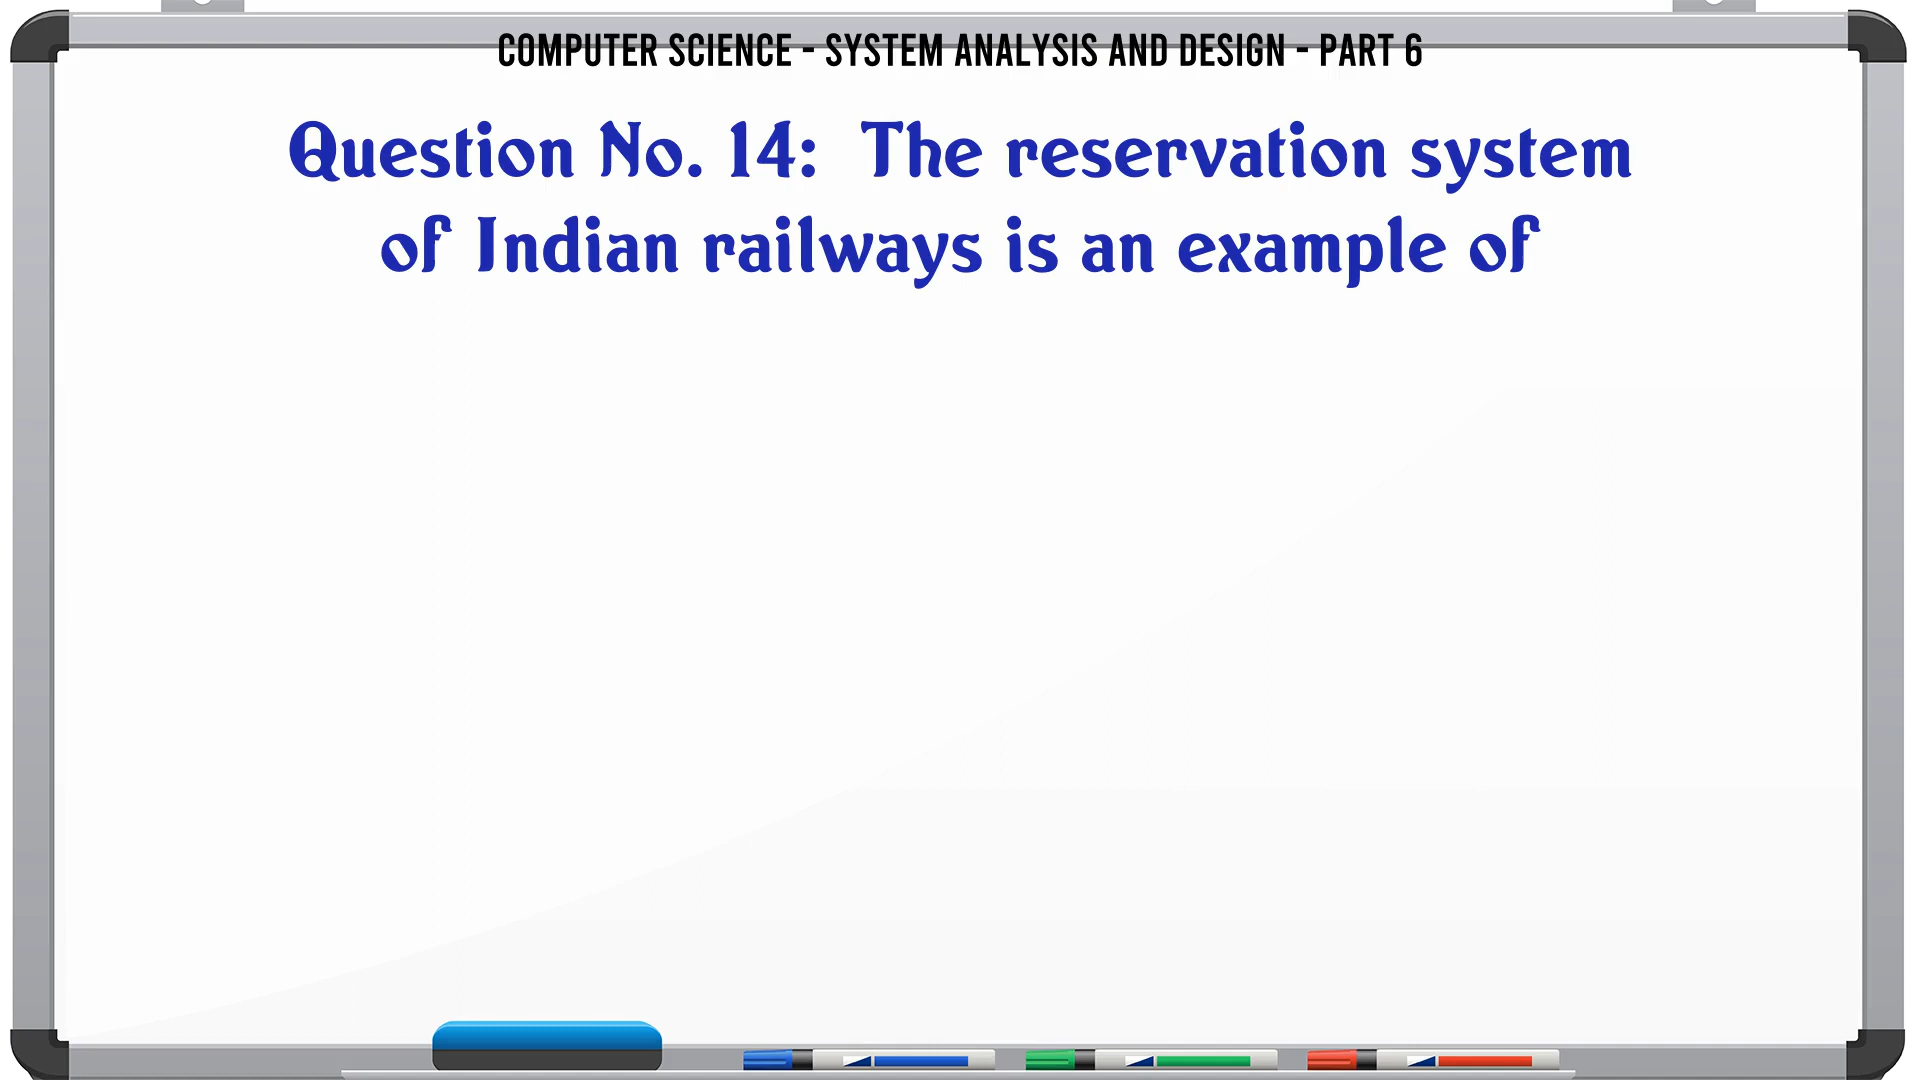 COMPUTER SCIENCE - SYSTEM ANALYSIS AND DESIGN - PART 6
Question No. 14: The reservation system
of Indian railways is an example of